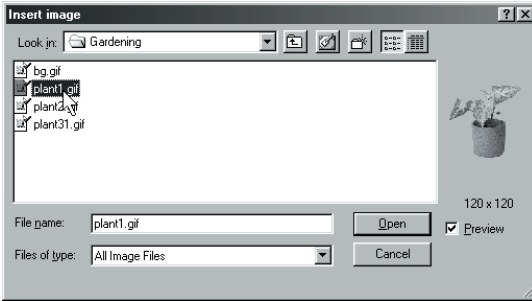 Insert image
Look in: Gardening
bg.gif
plant1.gif
plant31.gif
120 x 120
File name: plant1.gif Open
Preview
Files of type: All Image Files Cancel